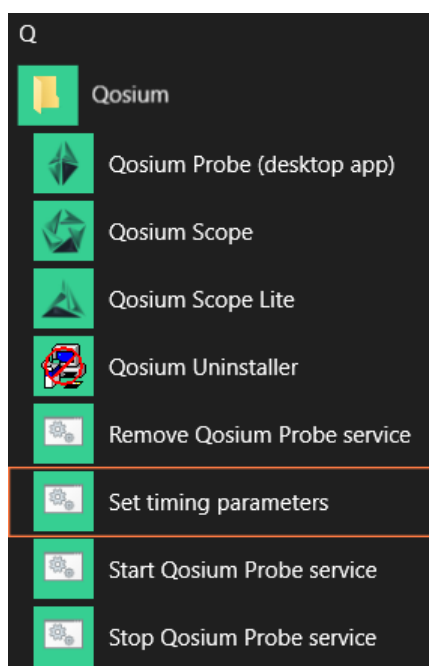 Q
Qosium
Qosium Probe (desktop app)
Qosium Scope
Qosium Scope Lite
Qosium Uninstaller
Remove Qosium Probe service
Set timing parameters
Start Qosium Probe service
Stop Qosium Probe service